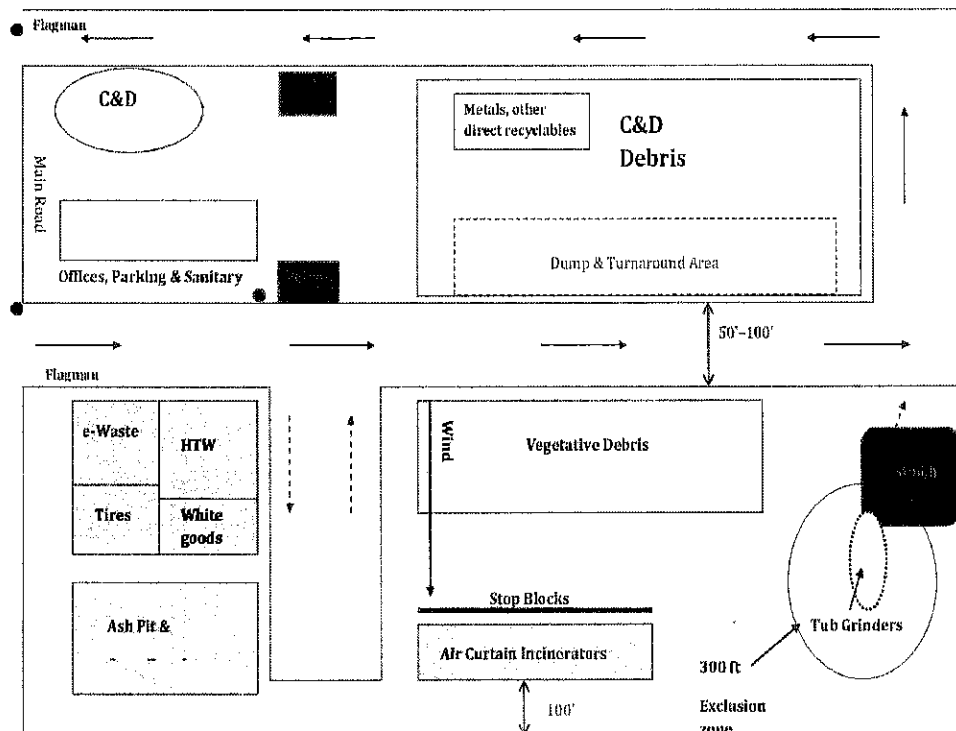 Flagman
C&D
Metals, other
direct recyclables
C&D
Debris
Main Road
Offices, Parking & Sanitary
Dump & Turnaround Area
50'-100'
Flagman
e-Waste
HTW
Tires
White
goods
Wind
Vegetative Debris
Stop Blocks
Ash Pit &
Air Curtain Incinerators
Tub Grinders
300 ft
Exclusion
zone
100'